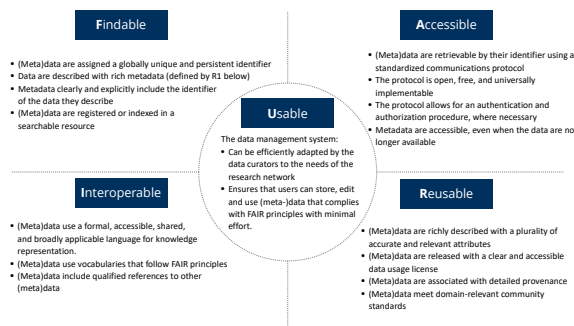 Findable
• (Meta)data are assigned a globally unique and persistent identifier
• Data are described with rich metadata (defined by R1 below)
• Metadata clearly and explicitly include the identifier
of the data they describe
• (Meta)data are registered or indexed in a
searchable resource
Accessible
• (Meta)data are retrievable by their identifier using a
standardized communications protocol
• The protocol is open, free, and universally
implementable
• The protocol allows for an authentication and
authorization procedure, where necessary
• Metadata are accessible, even when the data are no
longer available
Usable
The data management system:
• Can be efficiently adapted by the
data curators to the needs of the
research network
• Ensures that users can store, edit
and use (meta-)data that complies
with FAIR principles with minimal
effort.
Interoperable
• (Meta)data use a formal, accessible, shared,
and broadly applicable language for knowledge
representation.
• (Meta)data use vocabularies that follow FAIR principles
• (Meta)data include qualified references to other
(meta)data
Reusable
• (Meta)data are richly described with a plurality of
accurate and relevant attributes
• (Meta)data are released with a clear and accessible
data usage license
• (Meta)data are associated with detailed provenance
• (Meta)data meet domain-relevant community
standards